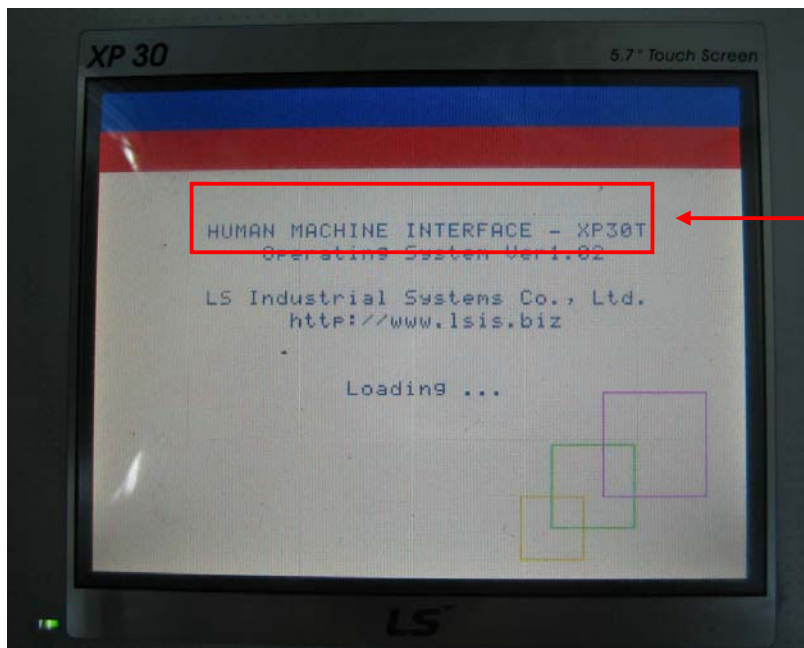 XP 30
5.7" Touch Screen
HUMAN MACHINE INTERFACE - XP30T
Operating System Ver1.02
LS Industrial Systems Co., Ltd.
http://www.lsis.biz
Loading ...
LS